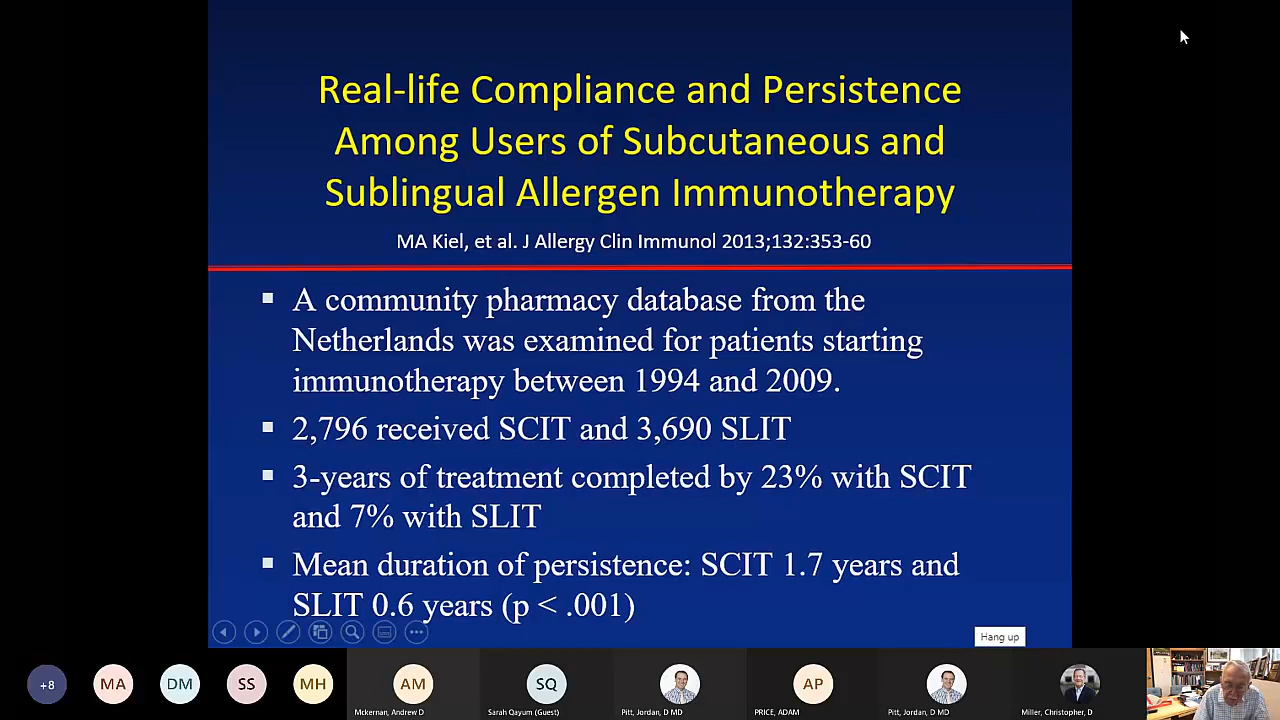 Real-life Compliance and Persistence
Among Users of Subcutaneous and
Sublingual Allergen Immunotherapy
MA Kiel, et al. J Allergy Clin Immunol 2013;132:353-60
▪ A community pharmacy database from the
Netherlands was examined for patients starting
immunotherapy between 1994 and 2009.
▪ 2,796 received SCIT and 3,690 SLIT
▪ 3-years of treatment completed by 23% with SCIT
and 7% with SLIT
▪ Mean duration of persistence: SCIT 1.7 years and
SLIT 0.6 years (p < .001)
Hang up
+8 MA DM SS MH AM SQ AP
Mckernan, Andrew D Sarah Qayum (Guest) Pitt, Jordan, D MD PRICE, ADAM Pitt, Jordan, D MD Miller, Christopher, D